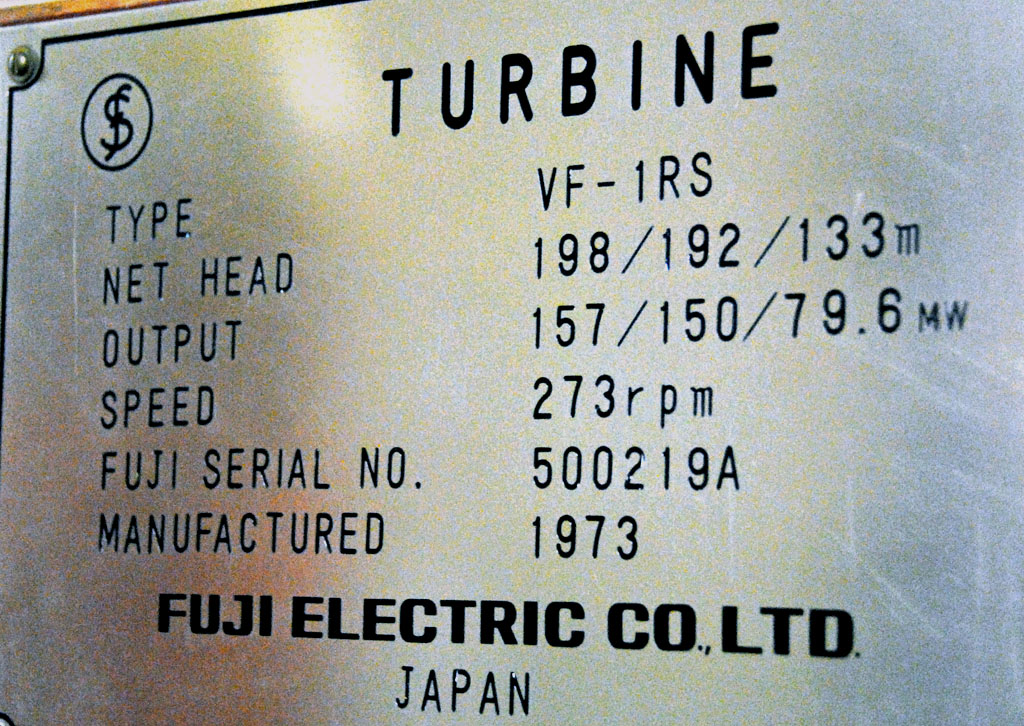 TURBINE
TYPE VF-1RS
NET HEAD 198/192/133m
OUTPUT 157/150/79.6 MW
SPEED 273rpm
FUJI SERIAL NO. 500219A
MANUFACTURED 1973
FUJI ELECTRIC CO.,LTD.
JAPAN